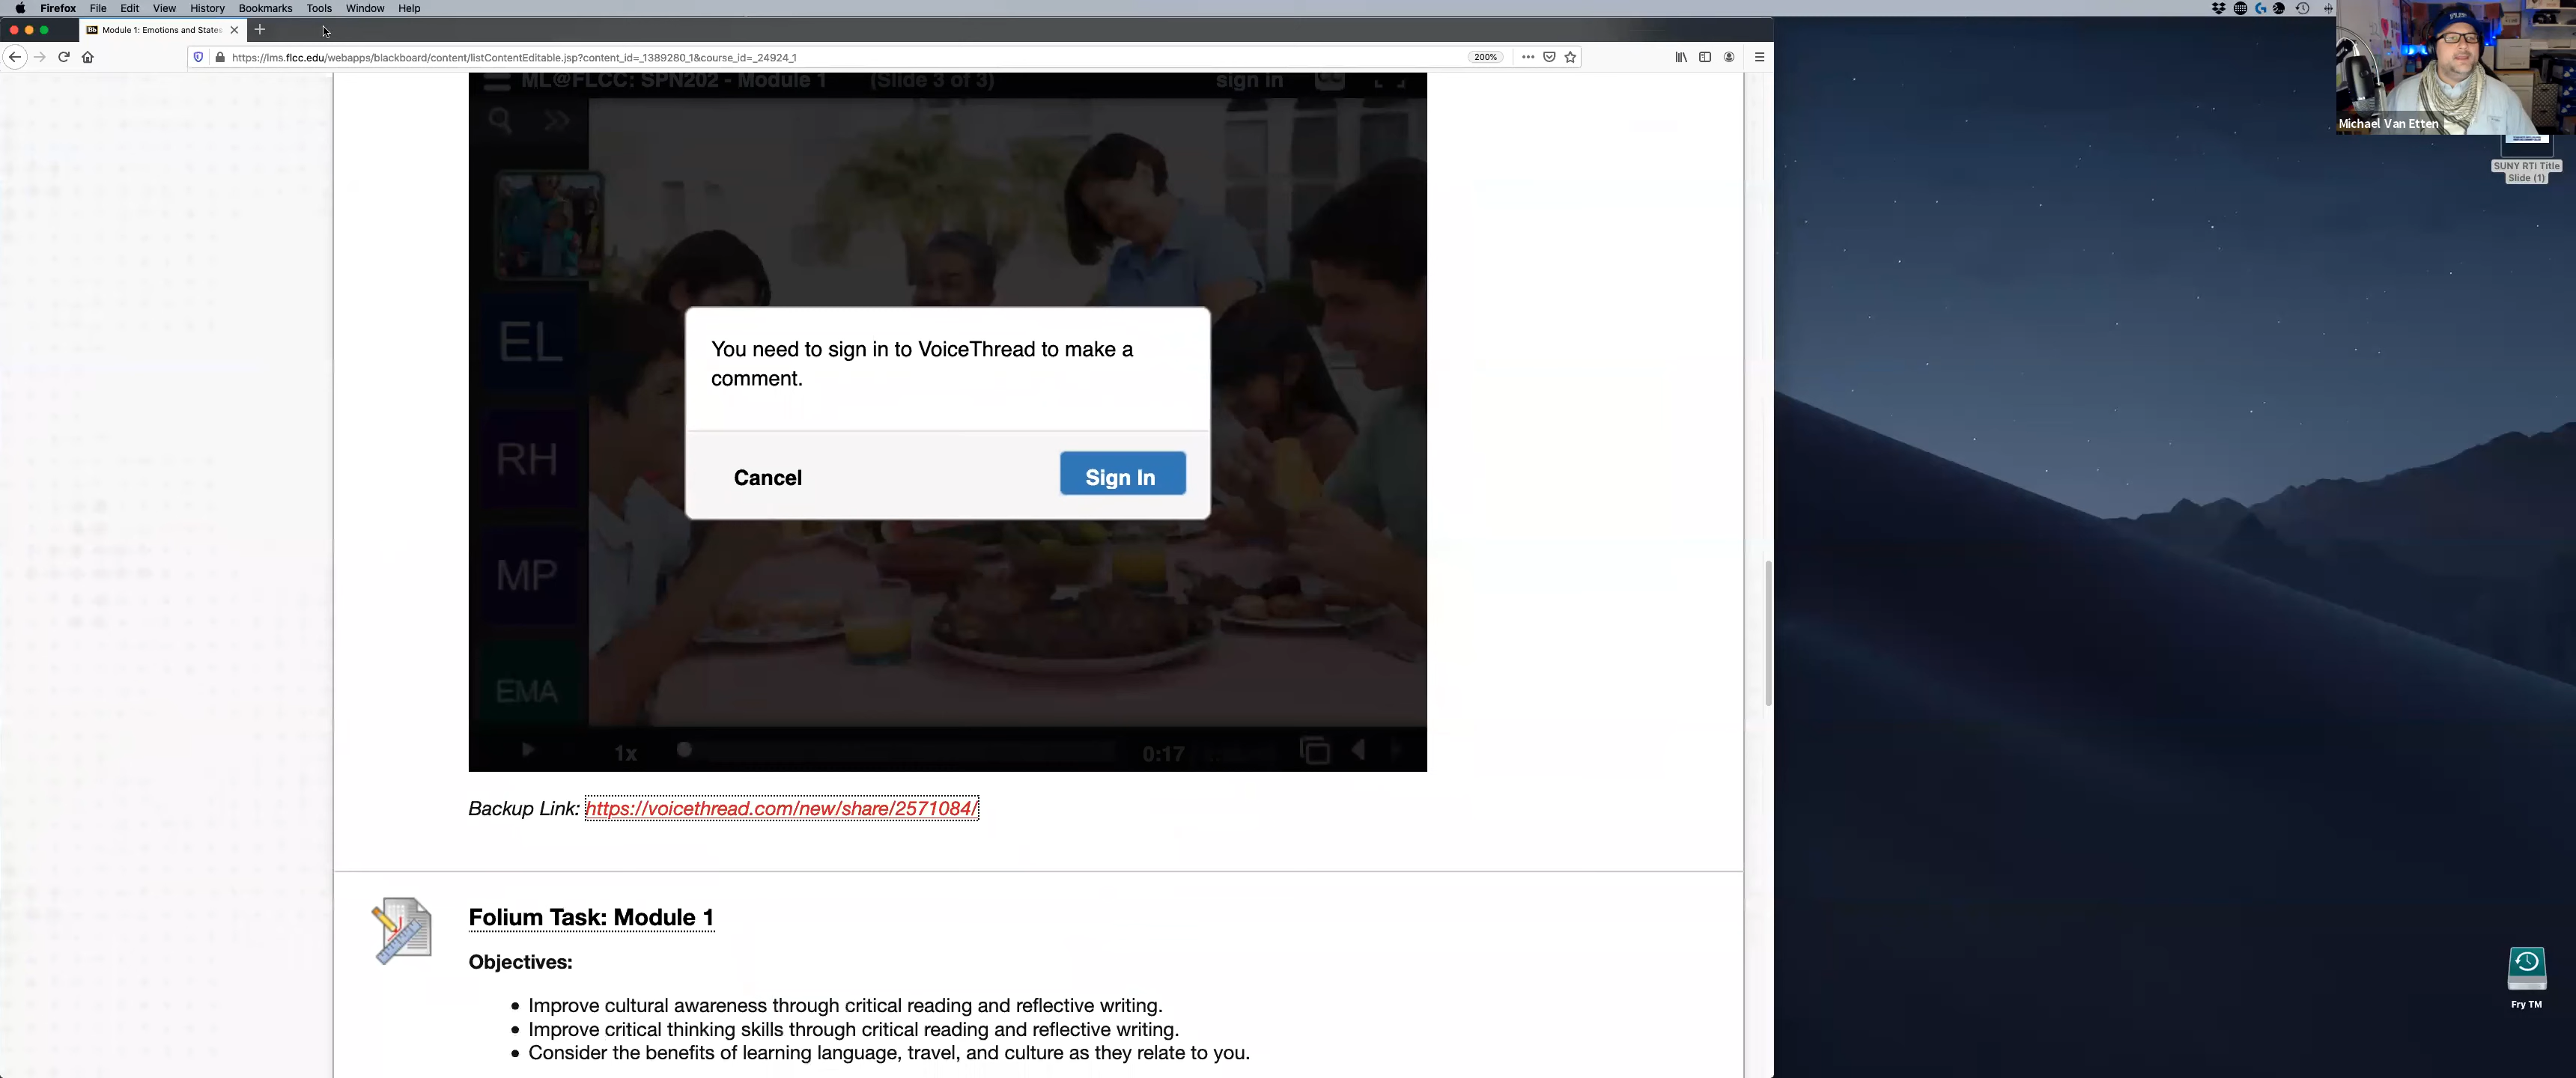 Firefox File Edit View History Bookmarks Tools Window Help
Bb Module 1: Emotions and States
https://lms.flcc.edu/webapps/blackboard/content/listContentEditable.jsp?content_id=_1389280_1&course_id=_24924_1
200%
Michael Van Etten
SUNY RTI Title
Slide (1)
ML@FLCC: SPN202 - Module 1 (Slide 3 of 3) sign in
EL
RH
MP
EMA
You need to sign in to VoiceThread to make a
comment.
Cancel Sign In
1x 0:17
Backup Link: https://voicethread.com/new/share/2571084/
Folium Task: Module 1
Objectives:
• Improve cultural awareness through critical reading and reflective writing.
• Improve critical thinking skills through critical reading and reflective writing.
• Consider the benefits of learning language, travel, and culture as they relate to you.
Fry TM